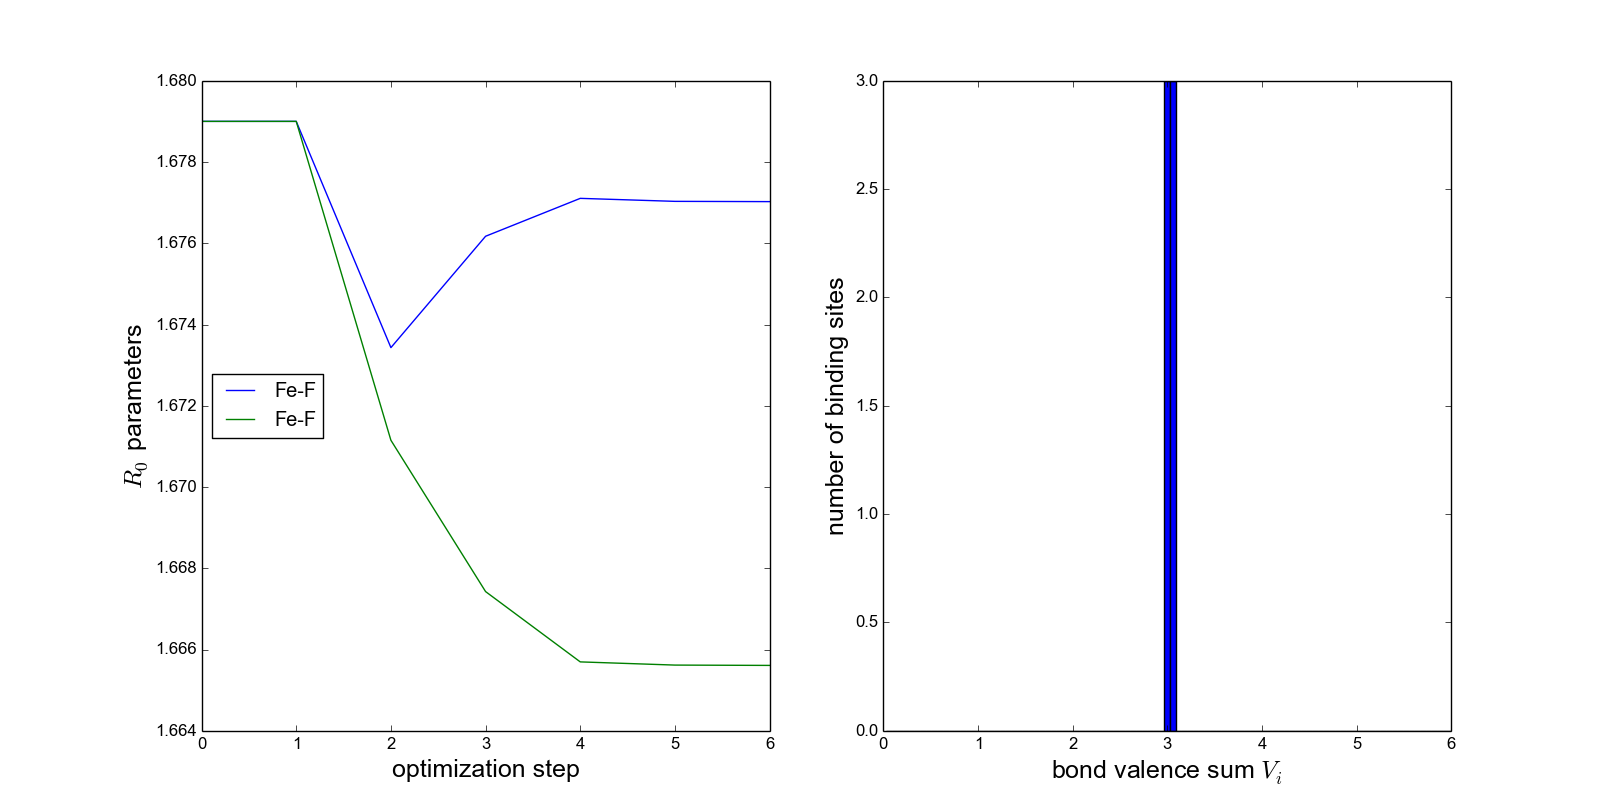 1.680
1.678
1.676
1.674
1.672
1.670
1.668
1.666
1.664
R₀ parameters
Fe-F
Fe-F
0 1 2 3 4 5 6
optimization step
3.0
2.5
2.0
1.5
1.0
0.5
0.0
number of binding sites
0 1 2 3 4 5 6
bond valence sum Vᵢ